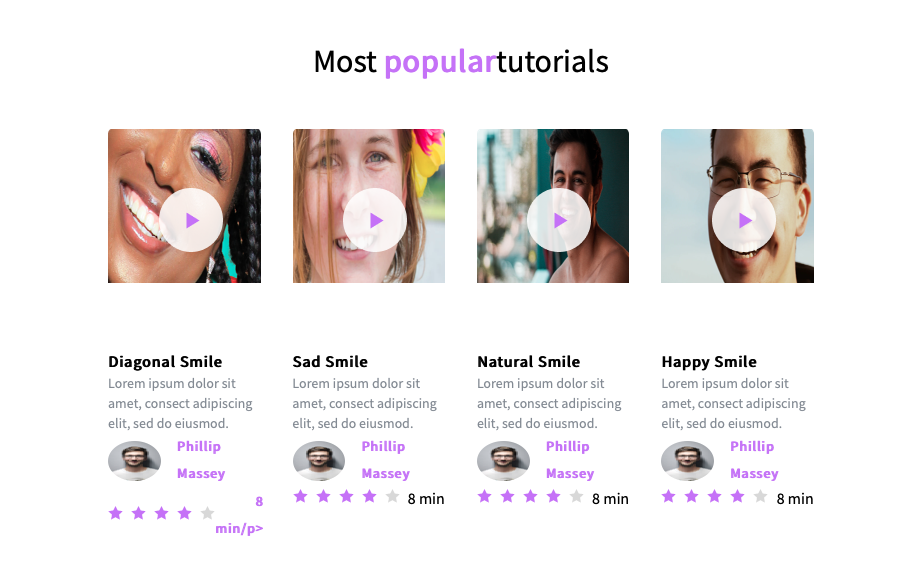 Most populartutorials
Diagonal Smile
Lorem ipsum dolor sit
amet, consect adipiscing
elit, sed do eiusmod.
Phillip
Massey
8
min/p>
Sad Smile
Lorem ipsum dolor sit
amet, consect adipiscing
elit, sed do eiusmod.
Phillip
Massey
8 min
Natural Smile
Lorem ipsum dolor sit
amet, consect adipiscing
elit, sed do eiusmod.
Phillip
Massey
8 min
Happy Smile
Lorem ipsum dolor sit
amet, consect adipiscing
elit, sed do eiusmod.
Phillip
Massey
8 min